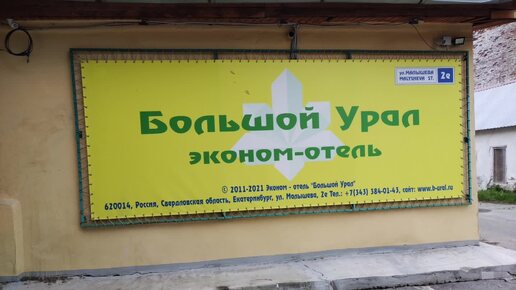 ул. МАЛЫШЕВА
MALYSHEVA ST.
2е
Большой Урал
эконом-отель
© 2011-2021 Эконом - отель "Большой Урал"
620014, Россия, Свердловская область, Екатеринбург, ул. Малышева, 2е Тел.: +7(343) 384-01-43, сайт: www.b-ural.ru